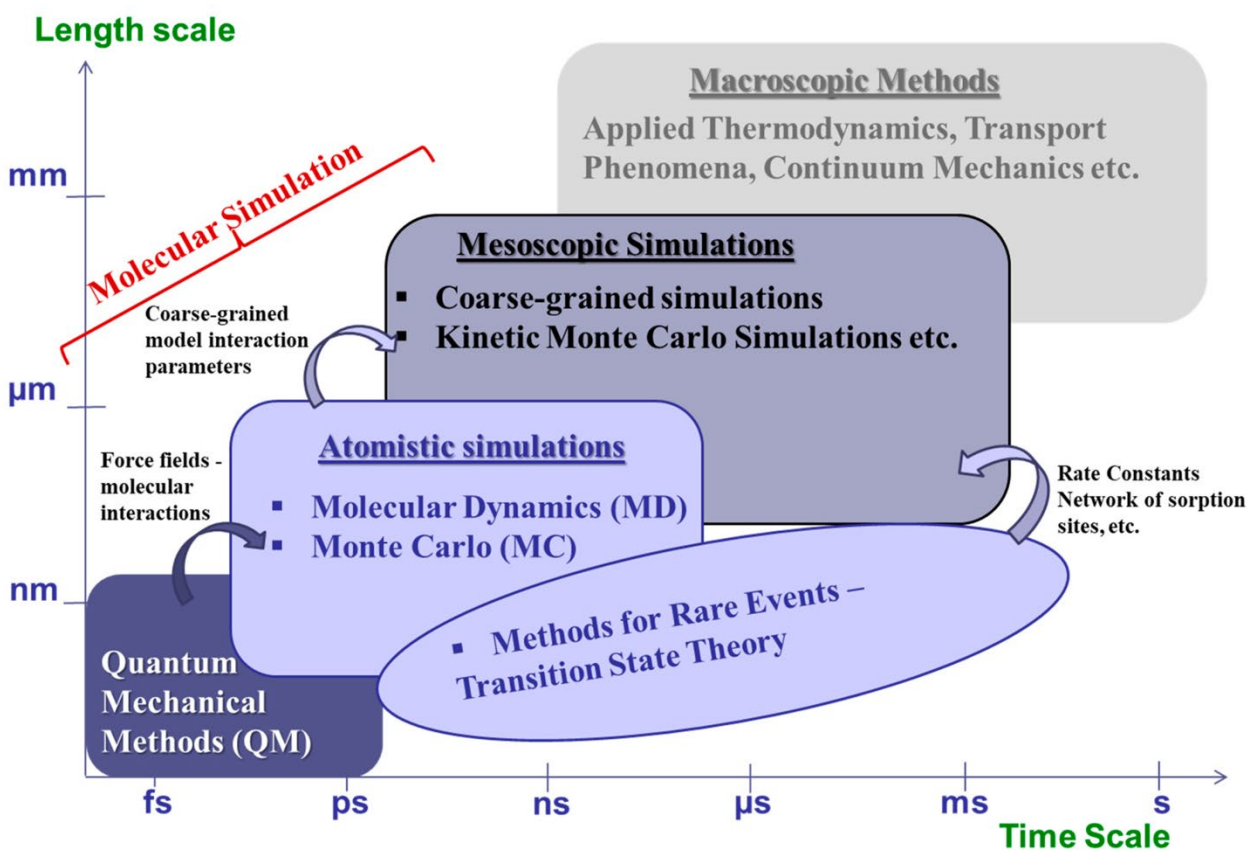 Length scale
Macroscopic Methods
Applied Thermodynamics, Transport
Phenomena, Continuum Mechanics etc.
mm
Molecular Simulation
Mesoscopic Simulations
▪ Coarse-grained simulations
▪ Kinetic Monte Carlo Simulations etc.
Coarse-grained
model interaction
parameters
µm
Atomistic simulations
▪ Molecular Dynamics (MD)
▪ Monte Carlo (MC)
Force fields -
molecular
interactions
Rate Constants
Network of sorption
sites, etc.
nm
▪ Methods for Rare Events –
Transition State Theory
Quantum
Mechanical
Methods (QM)
fs
ps
ns
µs
ms
s
Time Scale